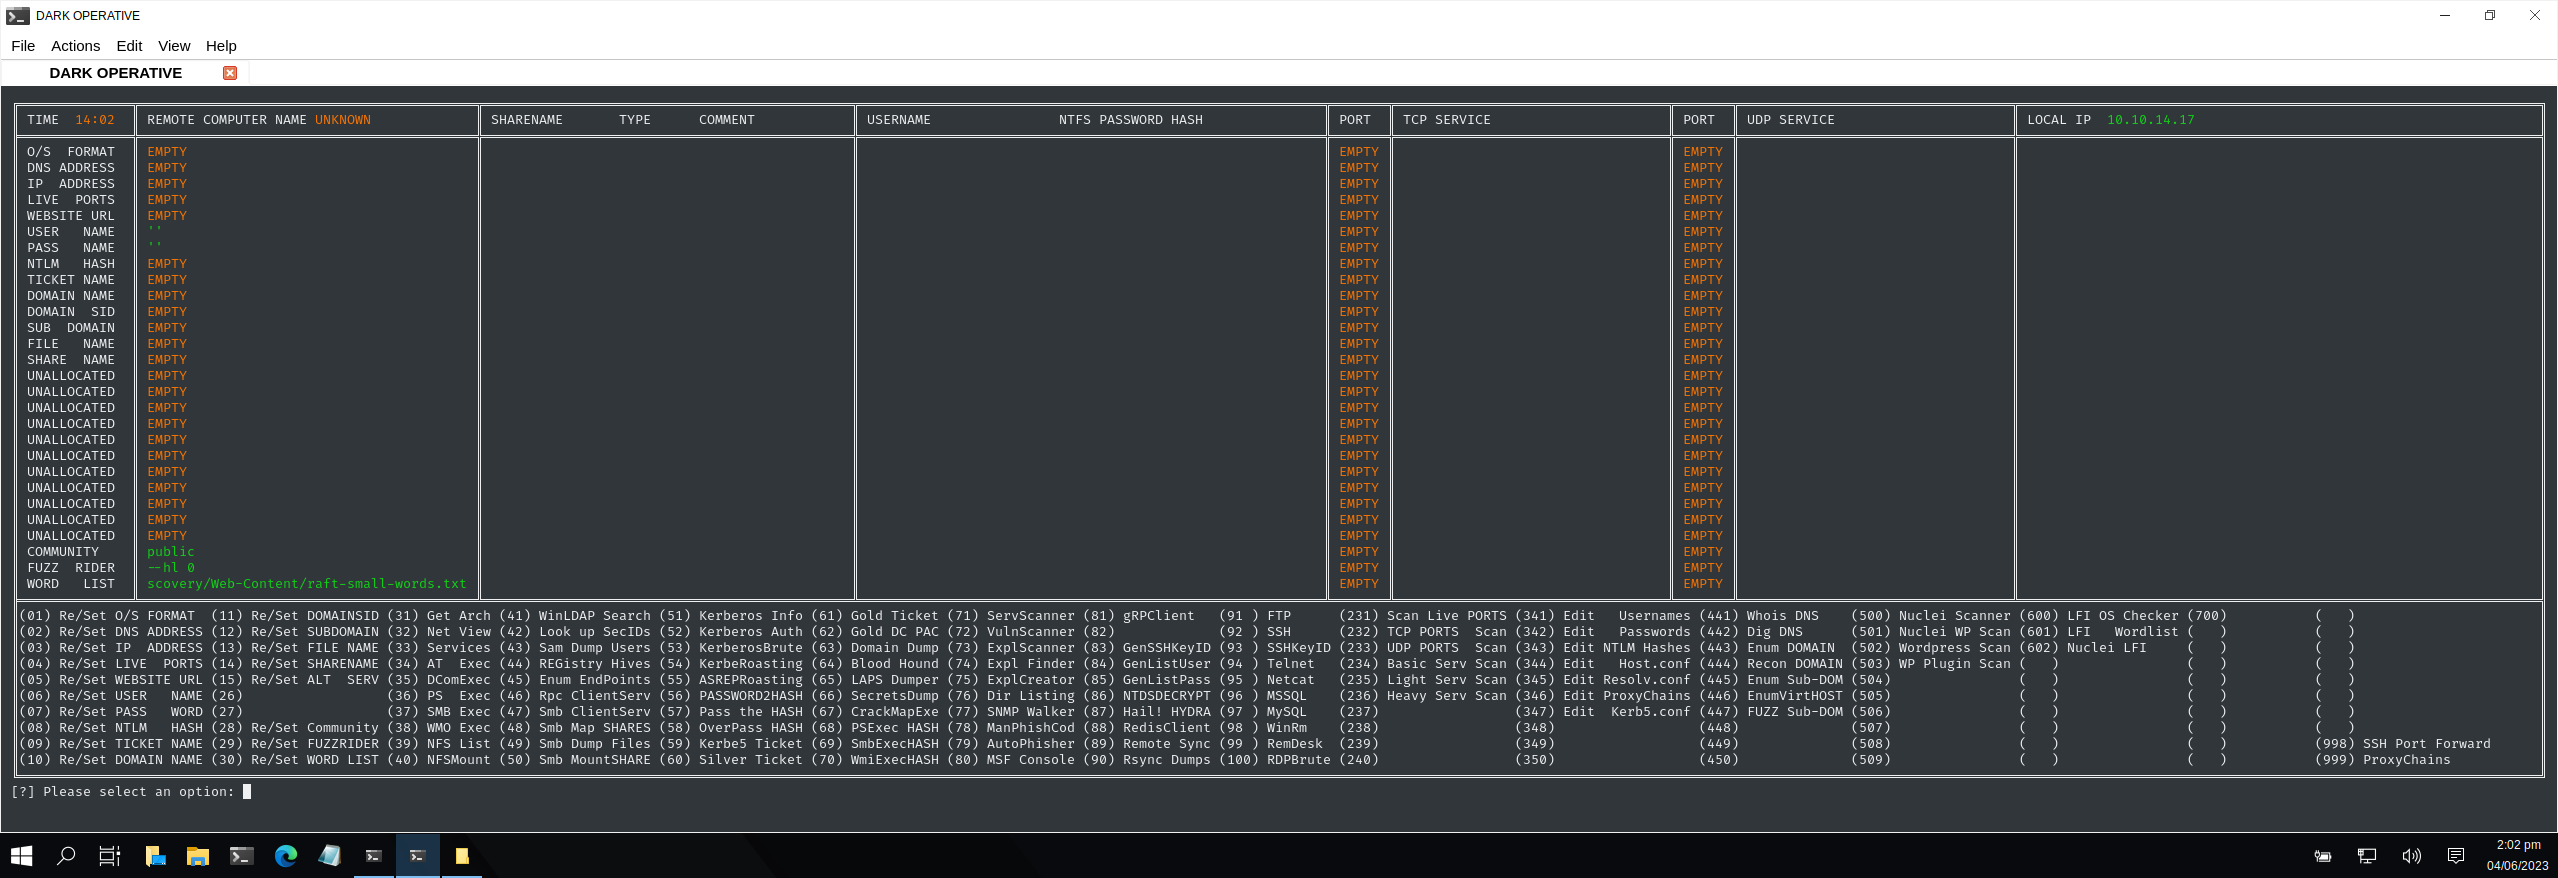 DARK OPERATIVE
File Actions Edit View Help
DARK OPERATIVE
TIME 14:02 REMOTE COMPUTER NAME UNKNOWN SHARENAME TYPE COMMENT USERNAME NTFS PASSWORD HASH PORT TCP SERVICE PORT UDP SERVICE LOCAL IP 10.10.14.17
O/S FORMAT EMPTY EMPTY EMPTY
DNS ADDRESS EMPTY EMPTY EMPTY
IP ADDRESS EMPTY EMPTY EMPTY
LIVE PORTS EMPTY EMPTY EMPTY
WEBSITE URL EMPTY EMPTY EMPTY
USER NAME '' EMPTY EMPTY
PASS NAME '' EMPTY EMPTY
NTLM HASH EMPTY EMPTY EMPTY
TICKET NAME EMPTY EMPTY EMPTY
DOMAIN NAME EMPTY EMPTY EMPTY
DOMAIN SID EMPTY EMPTY EMPTY
SUB DOMAIN EMPTY EMPTY EMPTY
FILE NAME EMPTY EMPTY EMPTY
SHARE NAME EMPTY EMPTY EMPTY
UNALLOCATED EMPTY EMPTY EMPTY
UNALLOCATED EMPTY EMPTY EMPTY
UNALLOCATED EMPTY EMPTY EMPTY
UNALLOCATED EMPTY EMPTY EMPTY
UNALLOCATED EMPTY EMPTY EMPTY
UNALLOCATED EMPTY EMPTY EMPTY
UNALLOCATED EMPTY EMPTY EMPTY
UNALLOCATED EMPTY EMPTY EMPTY
UNALLOCATED EMPTY EMPTY EMPTY
UNALLOCATED EMPTY EMPTY EMPTY
UNALLOCATED EMPTY EMPTY EMPTY
COMMUNITY public EMPTY EMPTY
FUZZ RIDER --hl 0 EMPTY EMPTY
WORD LIST scovery/Web-Content/raft-small-words.txt EMPTY EMPTY
(01) Re/Set O/S FORMAT (11) Re/Set DOMAINSID (31) Get Arch (41) WinLDAP Search (51) Kerberos Info (61) Gold Ticket (71) ServScanner (81) gRPClient (91 ) FTP (231) Scan Live PORTS (341) Edit Usernames (441) Whois DNS (500) Nuclei Scanner (600) LFI OS Checker (700) ( )
(02) Re/Set DNS ADDRESS (12) Re/Set SUBDOMAIN (32) Net View (42) Look up SecIDs (52) Kerberos Auth (62) Gold DC PAC (72) VulnScanner (82) (92 ) SSH (232) TCP PORTS Scan (342) Edit Passwords (442) Dig DNS (501) Nuclei WP Scan (601) LFI Wordlist ( ) ( )
(03) Re/Set IP ADDRESS (13) Re/Set FILE NAME (33) Services (43) Sam Dump Users (53) KerberosBrute (63) Domain Dump (73) ExplScanner (83) GenSSHKeyID (93 ) SSHKeyID (233) UDP PORTS Scan (343) Edit NTLM Hashes (443) Enum DOMAIN (502) Wordpress Scan (602) Nuclei LFI ( ) ( )
(04) Re/Set LIVE PORTS (14) Re/Set SHARENAME (34) AT Exec (44) REGistry Hives (54) KerbeRoasting (64) Blood Hound (74) Expl Finder (84) GenListUser (94 ) Telnet (234) Basic Serv Scan (344) Edit Host.conf (444) Recon DOMAIN (503) WP Plugin Scan ( ) ( ) ( )
(05) Re/Set WEBSITE URL (15) Re/Set ALT SERV (35) DComExec (45) Enum EndPoints (55) ASREPRoasting (65) LAPS Dumper (75) ExplCreator (85) GenListPass (95 ) Netcat (235) Light Serv Scan (345) Edit Resolv.conf (445) Enum Sub-DOM (504) ( ) ( ) ( )
(06) Re/Set USER NAME (26) (36) PS Exec (46) Rpc ClientServ (56) PASSWORD2HASH (66) SecretsDump (76) Dir Listing (86) NTDSDECRYPT (96 ) MSSQL (236) Heavy Serv Scan (346) Edit ProxyChains (446) EnumVirtHOST (505) ( ) ( ) ( )
(07) Re/Set PASS WORD (27) (37) SMB Exec (47) Smb ClientServ (57) Pass the HASH (67) CrackMapExe (77) SNMP Walker (87) Hail! HYDRA (97 ) MySQL (237) (347) Edit Kerb5.conf (447) FUZZ Sub-DOM (506) ( ) ( ) ( )
(08) Re/Set NTLM HASH (28) Re/Set Community (38) WMO Exec (48) Smb Map SHARES (58) OverPass HASH (68) PSExec HASH (78) ManPhishCod (88) RedisClient (98 ) WinRm (238) (348) (448) (507) ( ) ( ) ( )
(09) Re/Set TICKET NAME (29) Re/Set FUZZRIDER (39) NFS List (49) Smb Dump Files (59) Kerbe5 Ticket (69) SmbExecHASH (79) AutoPhisher (89) Remote Sync (99 ) RemDesk (239) (349) (449) (508) ( ) ( ) (998) SSH Port Forward
(10) Re/Set DOMAIN NAME (30) Re/Set WORD LIST (40) NFSMount (50) Smb MountSHARE (60) Silver Ticket (70) WmiExecHASH (80) MSF Console (90) Rsync Dumps (100) RDPBrute (240) (350) (450) (509) ( ) ( ) (999) ProxyChains
[?] Please select an option:
2:02 pm
04/06/2023